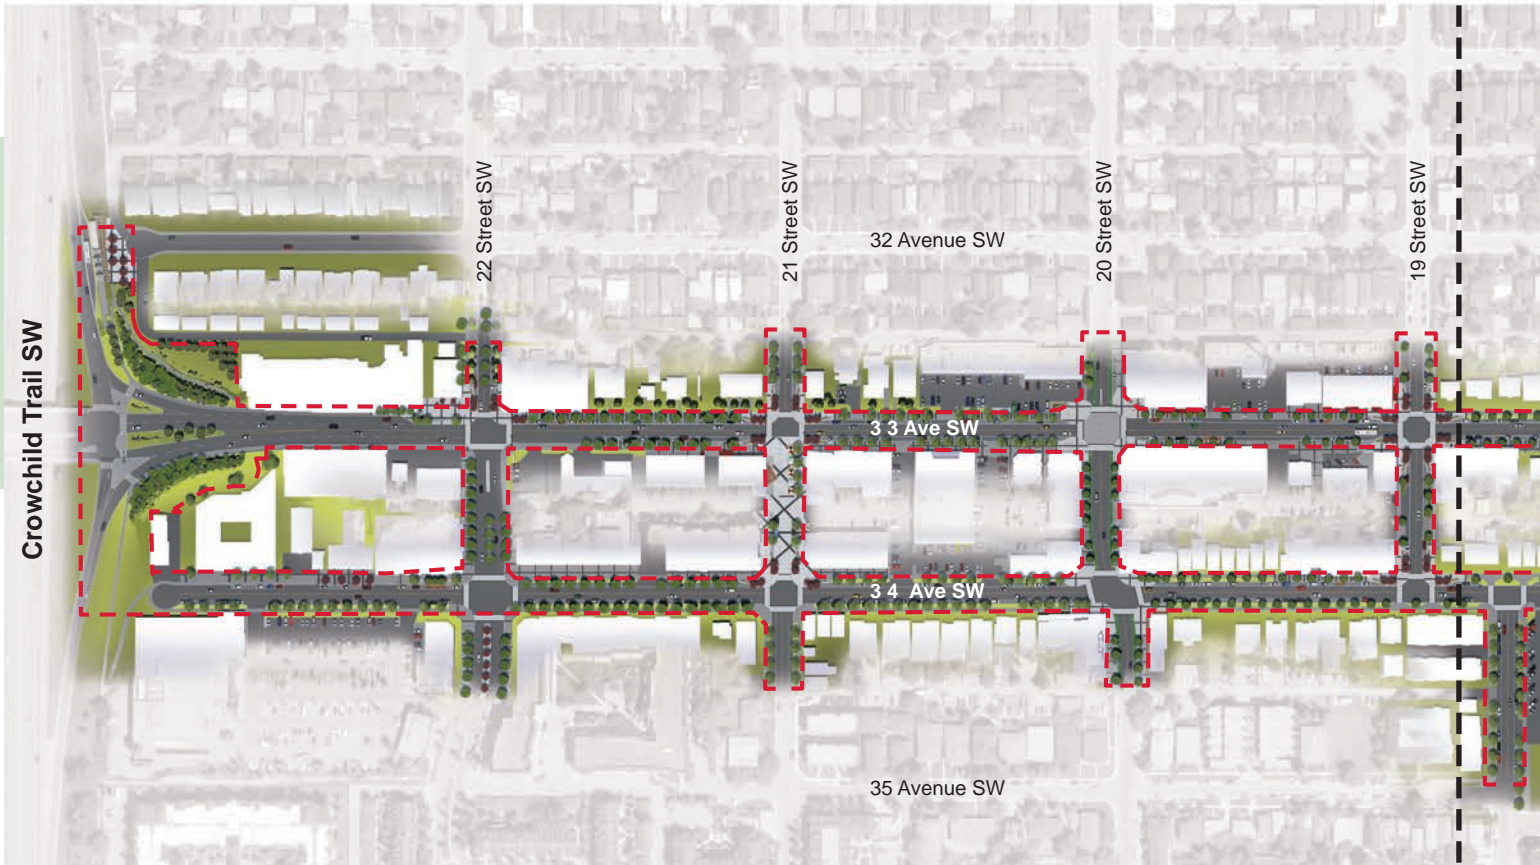 22 Street SW
21 Street SW
20 Street SW
19 Street SW
32 Avenue SW
Crowchild Trail SW
3 3 Ave SW
3 4 Ave SW
35 Avenue SW